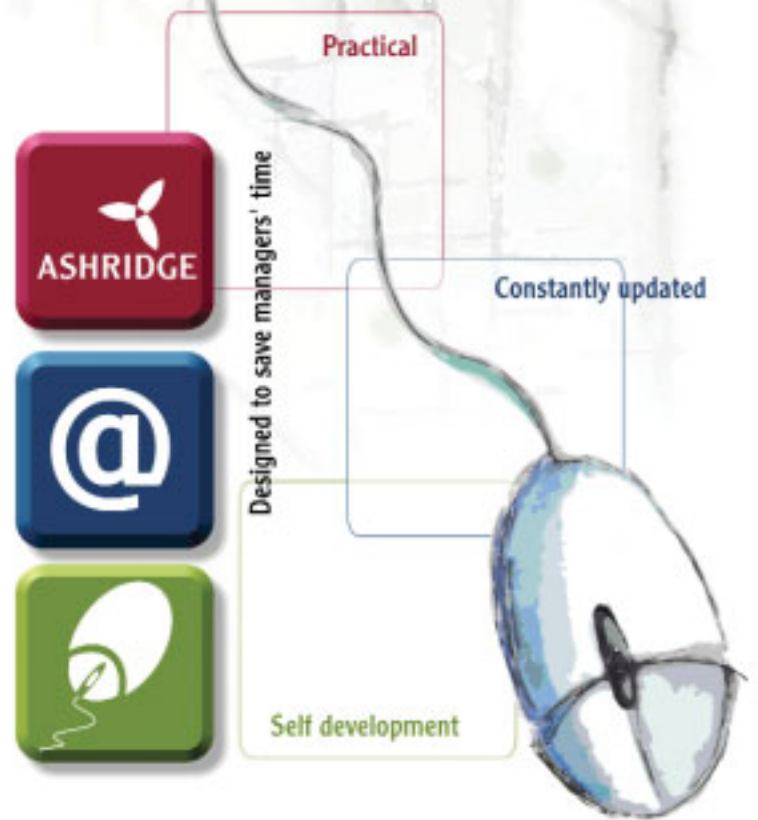 Practical
ASHRIDGE
Designed to save managers' time
Constantly updated
@
Self development